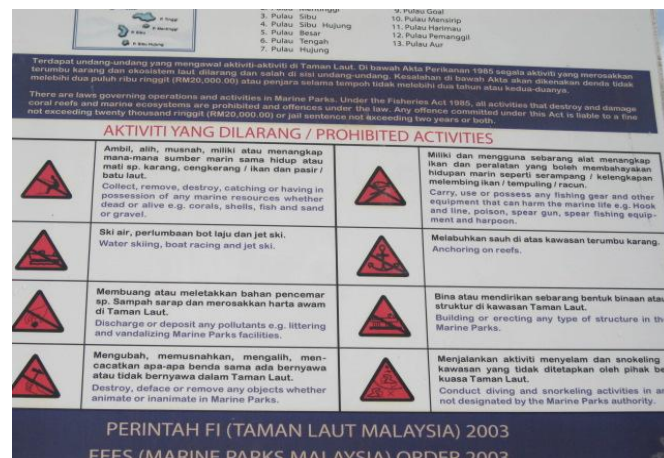 P. Tinggi
P. Mentinggi
P. Sibu
P. Sibu Hujung
2. Pulau Mentinggi
3. Pulau Sibu
4. Pulau Sibu Hujung
5. Pulau Besar
6. Pulau Tengah
7. Pulau Hujung
9. Pulau Goal
10. Pulau Mensirip
11. Pulau Harimau
12. Pulau Pemanggil
13. Pulau Aur
Terdapat undang-undang yang mengawal aktiviti-aktiviti di Taman Laut. Di bawah Akta Perikanan 1985 segala aktiviti yang merosakkan
terumbu karang dan ekosistem laut dilarang dan salah di sisi undang-undang. Kesalahan di bawah Akta akan dikenakan denda tidak
melebihi dua puluh ribu ringgit (RM20,000.00) atau penjara selama tempoh tidak melebihi dua tahun atau kedua-duanya.
There are laws governing operations and activities in Marine Parks. Under the Fisheries Act 1985, all activities that destroy and damage
coral reefs and marine ecosystems are prohibited and offences under the law. Any offence committed under this Act is liable to a fine
not exceeding twenty thousand ringgit (RM20,000.00) or jail sentence not exceeding two years or both.
AKTIVITI YANG DILARANG / PROHIBITED ACTIVITIES
Ambil, alih, musnah, miliki atau menangkap
mana-mana sumber marin sama hidup atau
mati sp. karang, cengkerang / ikan dan pasir /
batu laut.
Collect, remove, destroy, catching or having in
possession of any marine resources whether
dead or alive e.g. corals, shells, fish and sand
or gravel.
Miliki dan mengguna sebarang alat menangkap
ikan dan peralatan yang boleh membahayakan
hidupan marin seperti serampang / kelengkapan
melembing ikan / tempuling / racun.
Carry, use or possess any fishing gear and other
equipment that can harm the marine life e.g. Hook
and line, poison, spear gun, spear fishing equip-
ment and harpoon.
Ski air, perlumbaan bot laju dan jet ski.
Water skiing, boat racing and jet ski.
Melabuhkan sauh di atas kawasan terumbu karang.
Anchoring on reefs.
Membuang atau meletakkan bahan pencemar
sp. Sampah sarap dan merosakkan harta awam
di Taman Laut.
Discharge or deposit any pollutants e.g. littering
and vandalizing Marine Parks facilities.
Bina atau mendirikan sebarang bentuk binaan atau
struktur di kawasan Taman Laut.
Building or erecting any type of structure in the
Marine Parks.
Mengubah, memusnahkan, mengalih, men-
cacatkan apa-apa benda sama ada bernyawa
atau tidak bernyawa dalam Taman Laut.
Destroy, deface or remove any objects whether
animate or inanimate in Marine Parks.
Menjalankan aktiviti menyelam dan snokeling
kawasan yang tidak ditetapkan oleh pihak be
kuasa Taman Laut.
Conduct diving and snorkeling activities in a
not designated by the Marine Parks authority.
PERINTAH FI (TAMAN LAUT MALAYSIA) 2003
FEES (MARINE PARKS MALAYSIA) ORDER 2003